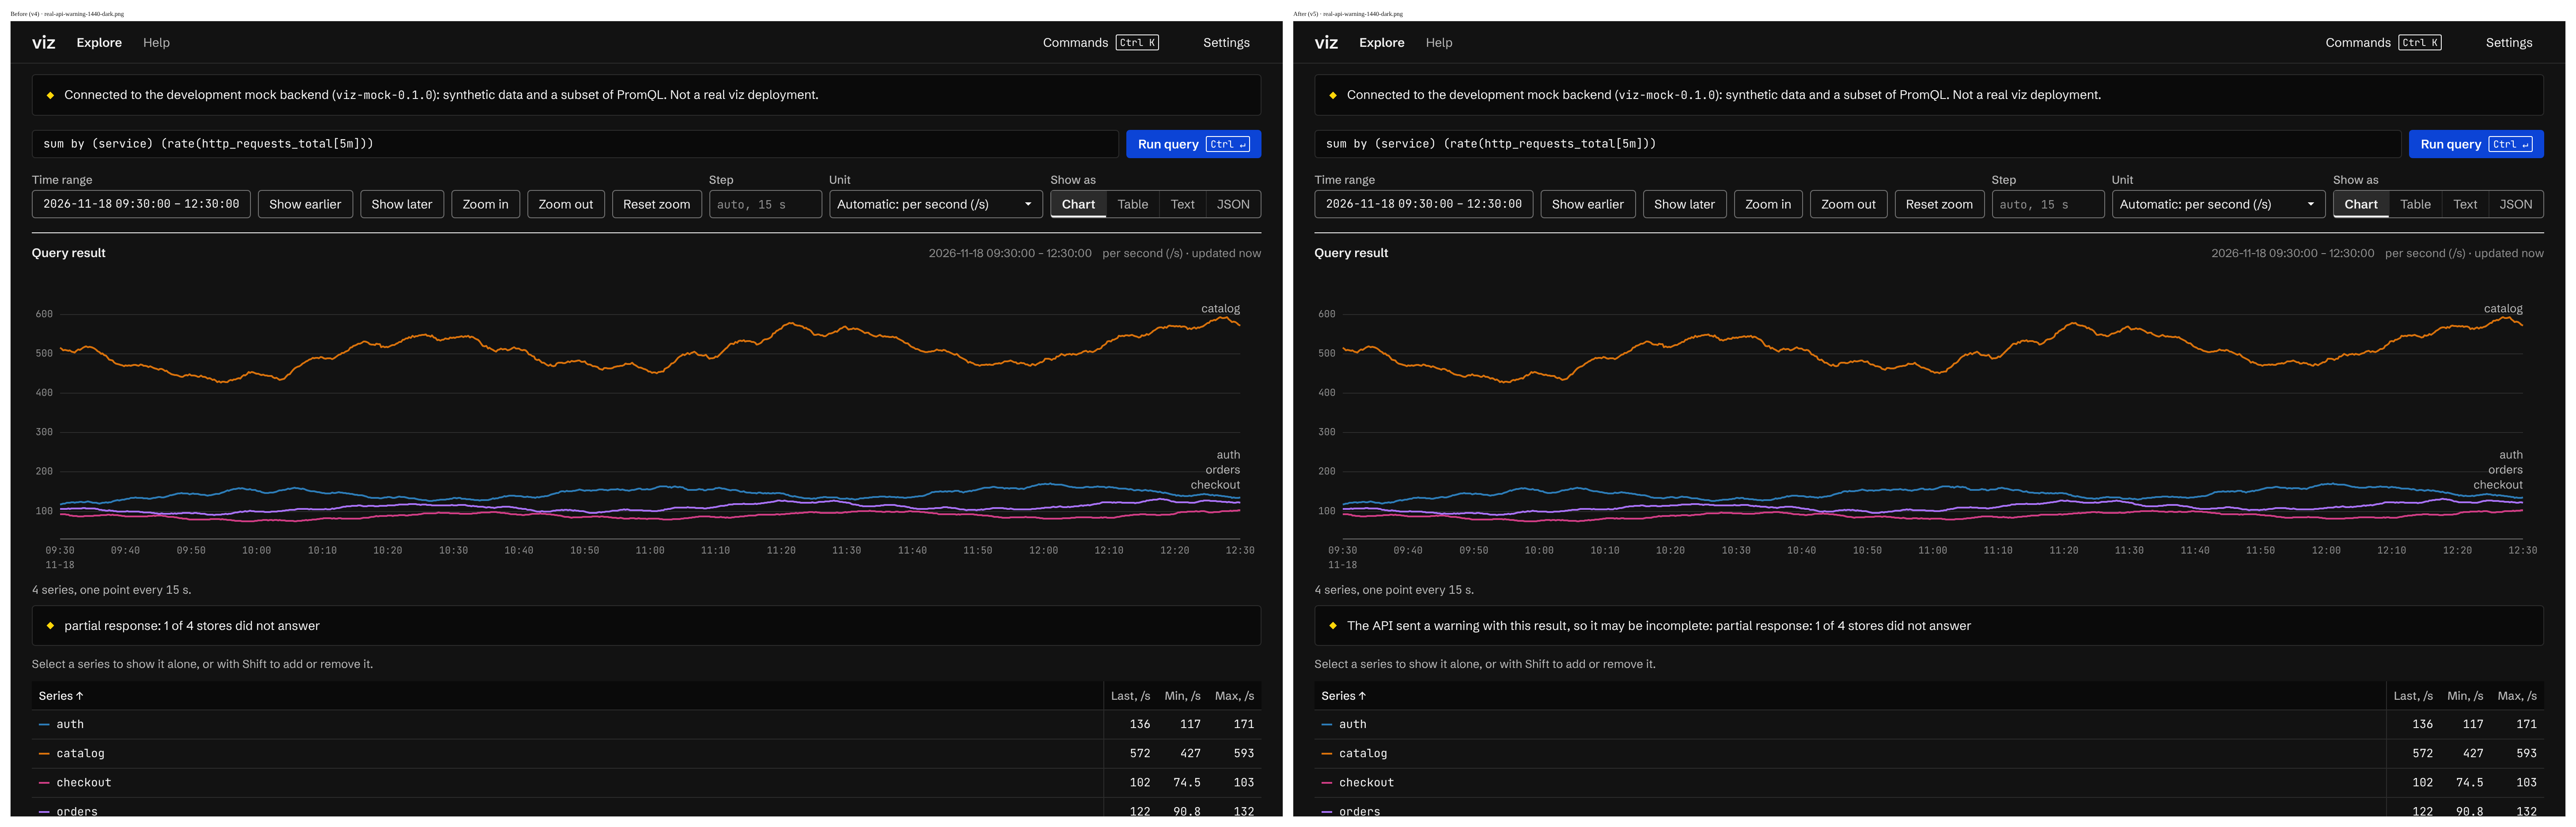 Before (v4) · real-api-warning-1440-dark.png
viz Explore Help Commands Ctrl K Settings
Connected to the development mock backend (viz-mock-0.1.0): synthetic data and a subset of PromQL. Not a real viz deployment.
sum by (service) (rate(http_requests_total[5m])) Run query Ctrl ↵
Time range Step Unit Show as
2026-11-18 09:30:00 – 12:30:00 Show earlier Show later Zoom in Zoom out Reset zoom auto, 15 s Automatic: per second (/s) Chart Table Text JSON
Query result 2026-11-18 09:30:00 – 12:30:00 per second (/s) · updated now
catalog
600
500
400
300
auth
200 orders
checkout
100
09:30 09:40 09:50 10:00 10:10 10:20 10:30 10:40 10:50 11:00 11:10 11:20 11:30 11:40 11:50 12:00 12:10 12:20 12:30
11-18
4 series, one point every 15 s.
partial response: 1 of 4 stores did not answer
Select a series to show it alone, or with Shift to add or remove it.
Series ↑ Last, /s Min, /s Max, /s
auth 136 117 171
catalog 572 427 593
checkout 102 74.5 103
orders 122 90.8 132
After (v5) · real-api-warning-1440-dark.png
viz Explore Help Commands Ctrl K Settings
Connected to the development mock backend (viz-mock-0.1.0): synthetic data and a subset of PromQL. Not a real viz deployment.
sum by (service) (rate(http_requests_total[5m])) Run query Ctrl ↵
Time range Step Unit Show as
2026-11-18 09:30:00 – 12:30:00 Show earlier Show later Zoom in Zoom out Reset zoom auto, 15 s Automatic: per second (/s) Chart Table Text JSON
Query result 2026-11-18 09:30:00 – 12:30:00 per second (/s) · updated now
catalog
600
500
400
300
auth
200 orders
checkout
100
09:30 09:40 09:50 10:00 10:10 10:20 10:30 10:40 10:50 11:00 11:10 11:20 11:30 11:40 11:50 12:00 12:10 12:20 12:30
11-18
4 series, one point every 15 s.
The API sent a warning with this result, so it may be incomplete: partial response: 1 of 4 stores did not answer
Select a series to show it alone, or with Shift to add or remove it.
Series ↑ Last, /s Min, /s Max, /s
auth 136 117 171
catalog 572 427 593
checkout 102 74.5 103
orders 122 90.8 132